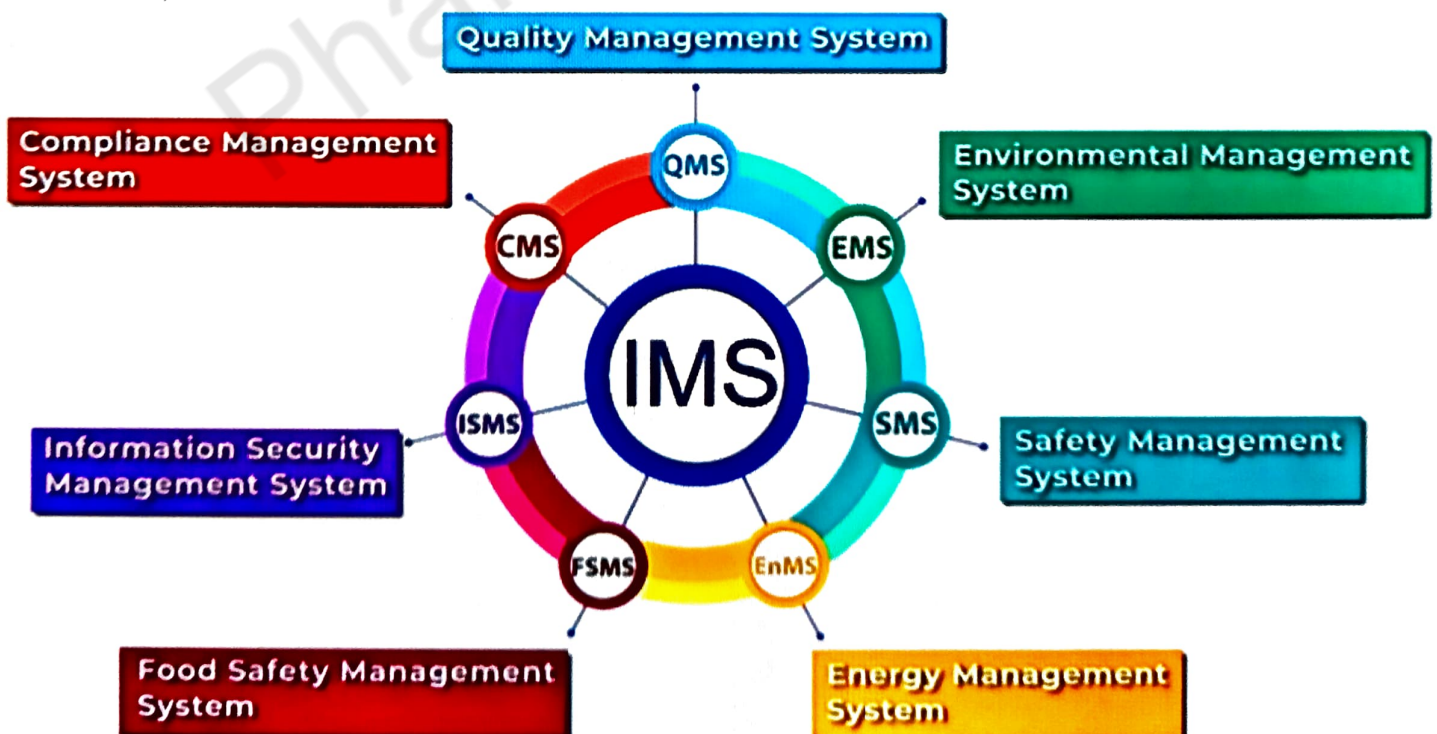 Quality Management System
Compliance Management
System
Environmental Management
System
QMS
CMS
EMS
IMS
ISMS
SMS
Information Security
Management System
Safety Management
System
FSMS
EnMS
Food Safety Management
System
Energy Management
System